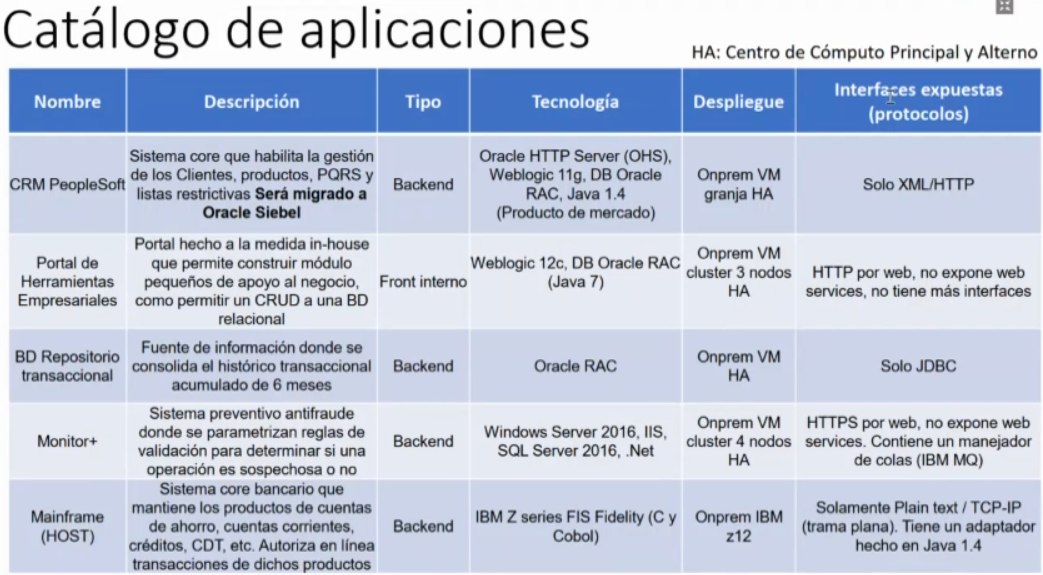 Catálogo de aplicaciones
HA: Centro de Cómputo Principal y Alterno
Nombre
Descripción
Tipo
Tecnología
Despliegue
Interfaces expuestas
(protocolos)
CRM PeopleSoft
Sistema core que habilita la gestión
de los Clientes, productos, PQRS y
listas restrictivas Será migrado a
Oracle Siebel
Backend
Oracle HTTP Server (OHS),
Weblogic 11g, DB Oracle
RAC, Java 1.4
(Producto de mercado)
Onprem VM
granja HA
Solo XML/HTTP
Portal de
Herramientas
Empresariales
Portal hecho a la medida in-house
que permite construir módulo
pequeños de apoyo al negocio,
como permitir un CRUD a una BD
relacional
Front interno
Weblogic 12c, DB Oracle RAC
(Java 7)
Onprem VM
cluster 3 nodos
HA
HTTP por web, no expone web
services, no tiene más interfaces
BD Repositorio
transaccional
Fuente de información donde se
consolida el histórico transaccional
acumulado de 6 meses
Backend
Oracle RAC
Onprem VM
HA
Solo JDBC
Monitor+
Sistema preventivo antifraude
donde se parametrizan reglas de
validación para determinar si una
operación es sospechosa o no
Backend
Windows Server 2016, IIS,
SQL Server 2016, .Net
Onprem VM
cluster 4 nodos
HA
HTTPS por web, no expone web
services. Contiene un manejador
de colas (IBM MQ)
Mainframe
(HOST)
Sistema core bancario que
mantiene los productos de cuentas
de ahorro, cuentas corrientes,
créditos, CDT, etc. Autoriza en línea
transacciones de dichos productos
Backend
IBM Z series FIS Fidelity (C y
Cobol)
Onprem IBM
z12
Solamente Plain text / TCP-IP
(trama plana). Tiene un adaptador
hecho en Java 1.4